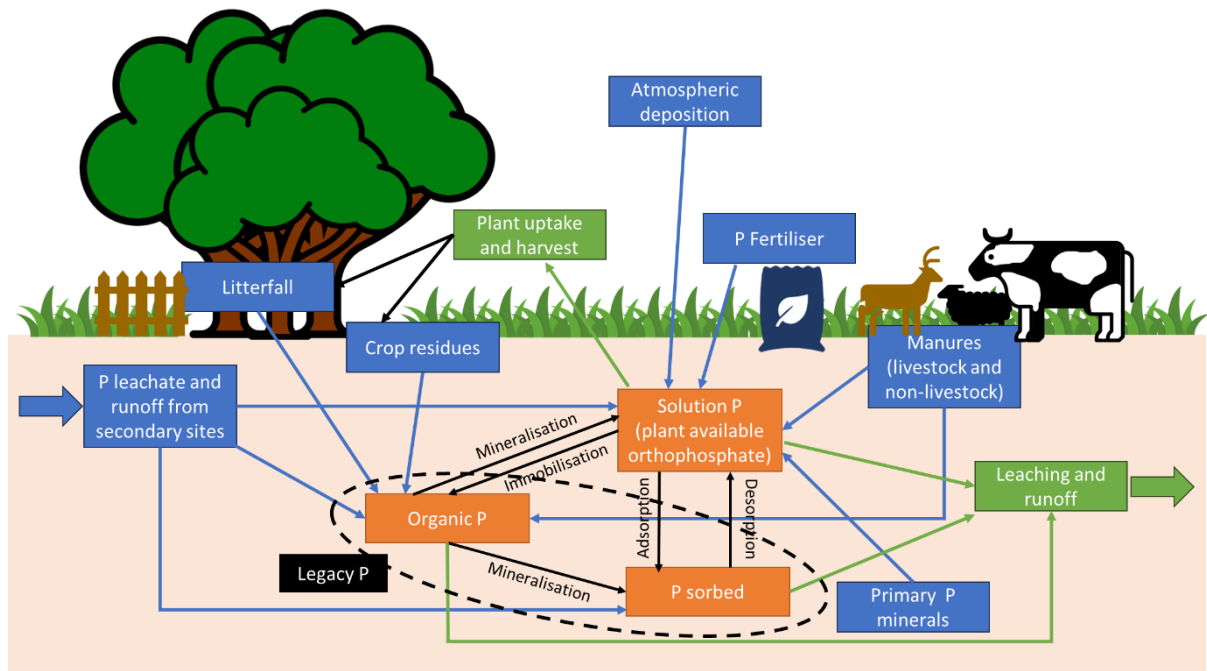 Atmospheric
deposition
Plant uptake
and harvest
P Fertiliser
Litterfall
Crop residues
Manures
(livestock and
non-livestock)
P leachate and
runoff from
secondary sites
Solution P
(plant available
orthophosphate)
Mineralisation
Immobilisation
Adsorption
Desorption
Leaching and
runoff
Organic P
Legacy P
Mineralisation
P sorbed
Primary P
minerals